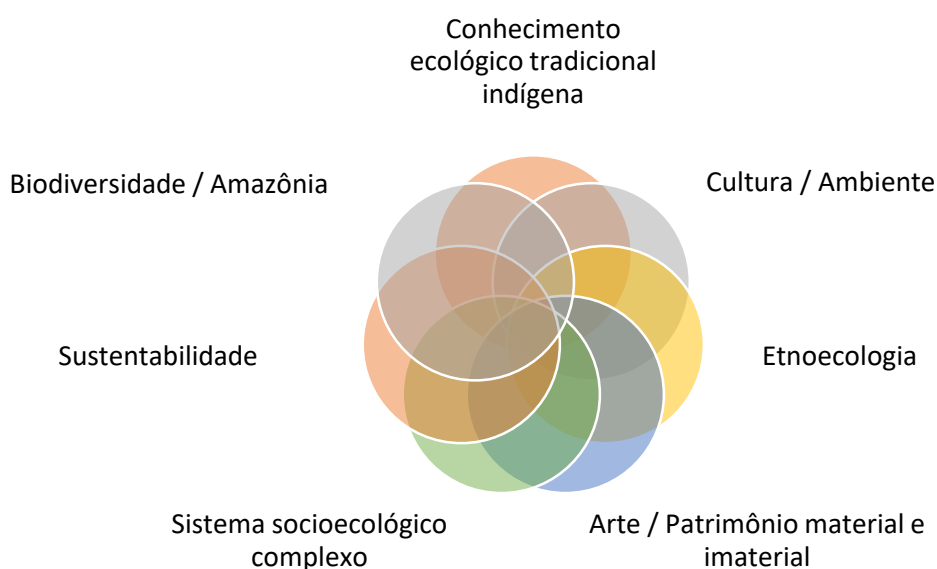 Conhecimento
ecológico tradicional
indígena
Biodiversidade / Amazônia
Cultura / Ambiente
Sustentabilidade
Etnoecologia
Sistema socioecológico
complexo
Arte / Patrimônio material e
imaterial